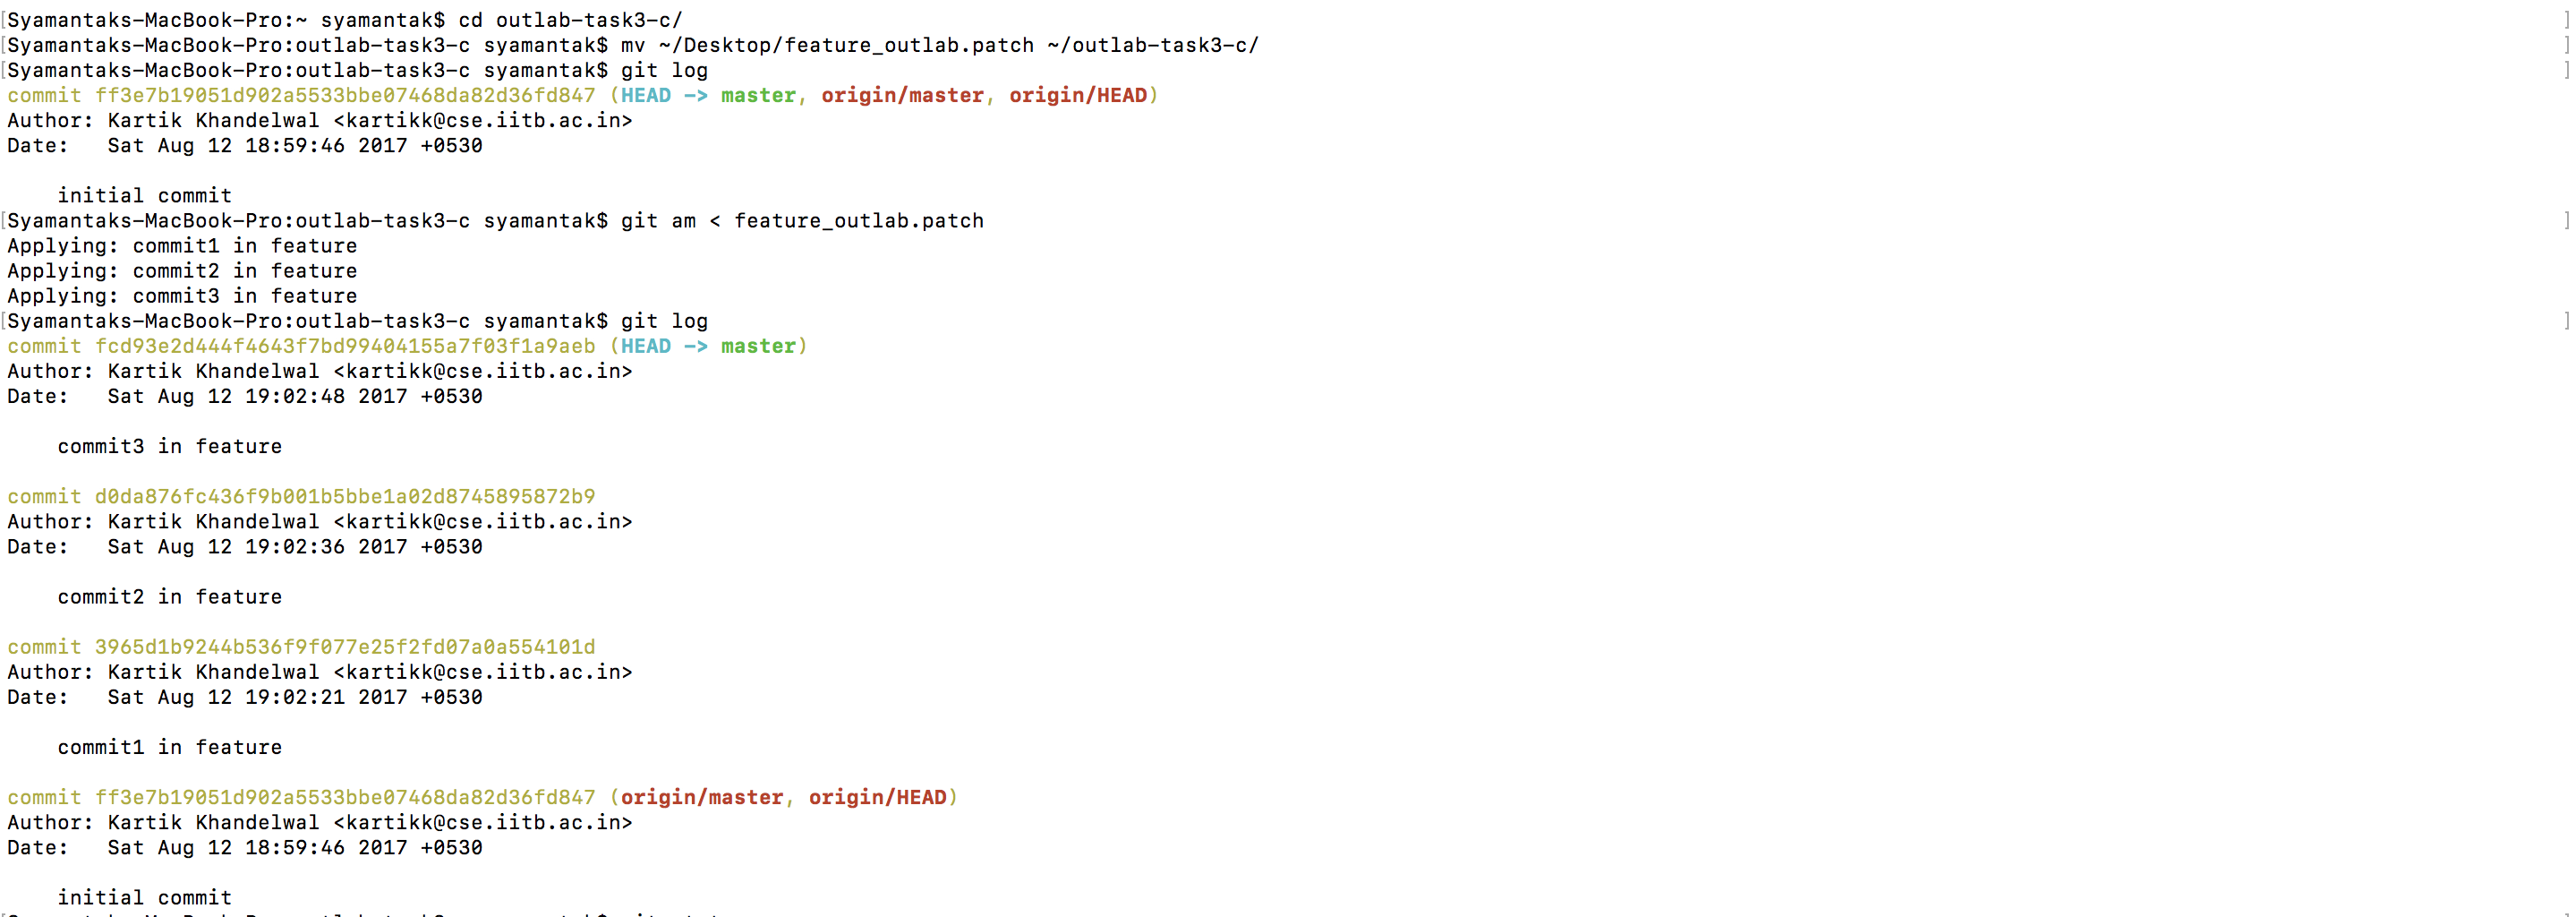 [Syamantaks-MacBook-Pro:~ syamantak$ cd outlab-task3-c/ ]
[Syamantaks-MacBook-Pro:outlab-task3-c syamantak$ mv ~/Desktop/feature_outlab.patch ~/outlab-task3-c/ ]
[Syamantaks-MacBook-Pro:outlab-task3-c syamantak$ git log ]
commit ff3e7b19051d902a5533bbe07468da82d36fd847 (HEAD -> master, origin/master, origin/HEAD)
Author: Kartik Khandelwal <kartikk@cse.iitb.ac.in>
Date:   Sat Aug 12 18:59:46 2017 +0530
    initial commit
[Syamantaks-MacBook-Pro:outlab-task3-c syamantak$ git am < feature_outlab.patch ]
Applying: commit1 in feature
Applying: commit2 in feature
Applying: commit3 in feature
[Syamantaks-MacBook-Pro:outlab-task3-c syamantak$ git log ]
commit fcd93e2d444f4643f7bd99404155a7f03f1a9aeb (HEAD -> master)
Author: Kartik Khandelwal <kartikk@cse.iitb.ac.in>
Date:   Sat Aug 12 19:02:48 2017 +0530
    commit3 in feature
commit d0da876fc436f9b001b5bbe1a02d8745895872b9
Author: Kartik Khandelwal <kartikk@cse.iitb.ac.in>
Date:   Sat Aug 12 19:02:36 2017 +0530
    commit2 in feature
commit 3965d1b9244b536f9f077e25f2fd07a0a554101d
Author: Kartik Khandelwal <kartikk@cse.iitb.ac.in>
Date:   Sat Aug 12 19:02:21 2017 +0530
    commit1 in feature
commit ff3e7b19051d902a5533bbe07468da82d36fd847 (origin/master, origin/HEAD)
Author: Kartik Khandelwal <kartikk@cse.iitb.ac.in>
Date:   Sat Aug 12 18:59:46 2017 +0530
    initial commit